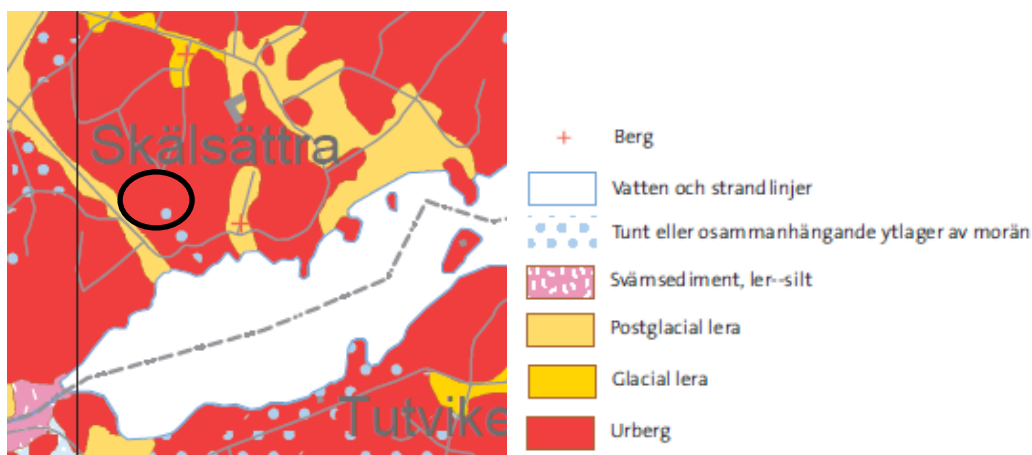 Skälsättra
Tutvike
Berg
Vatten och strandlinjer
Tunt eller osammanhängande ytlager av morän
Svämsediment, ler--silt
Postglacial lera
Glacial lera
Urberg